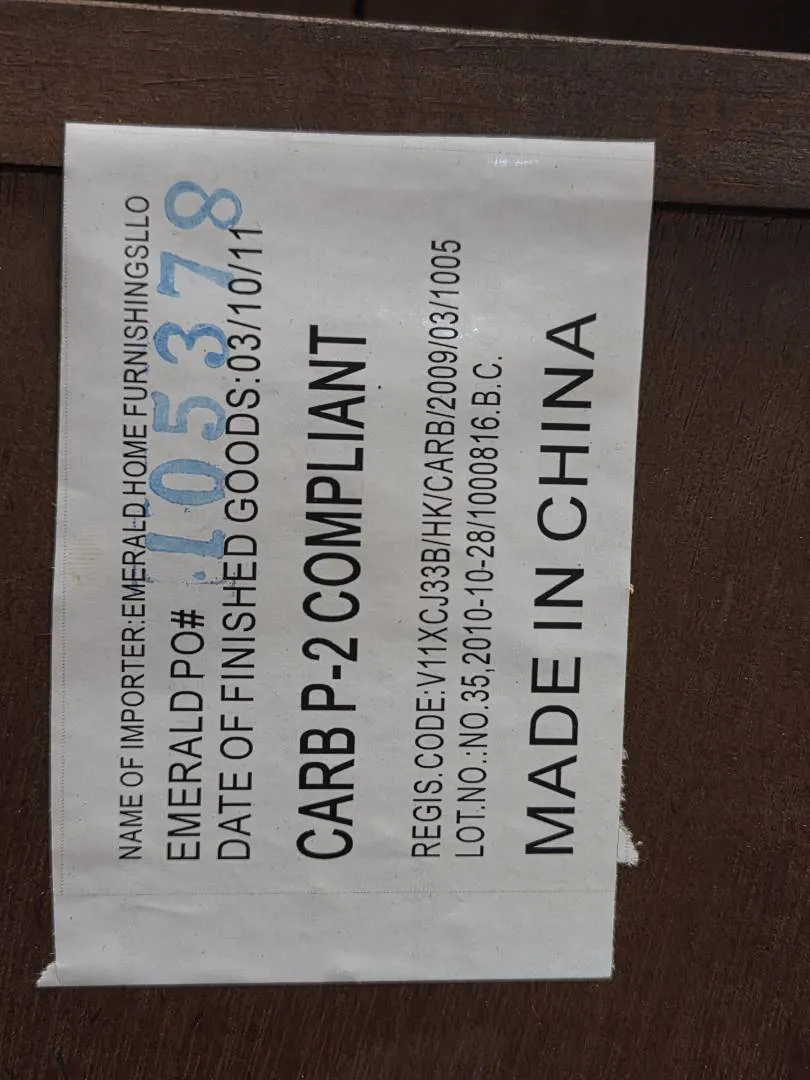 NAME OF IMPORTER:EMERALD HOME FURNISHINGSLLO
EMERALD PO# 105378
DATE OF FINISHED GOODS:03/10/11
CARB P-2 COMPLIANT
REGIS.CODE:V11XCJ33B/HK/CARB/2009/03/1005
LOT.NO.:NO.35,2010-10-28/1000816.B.C.
MADE IN CHINA